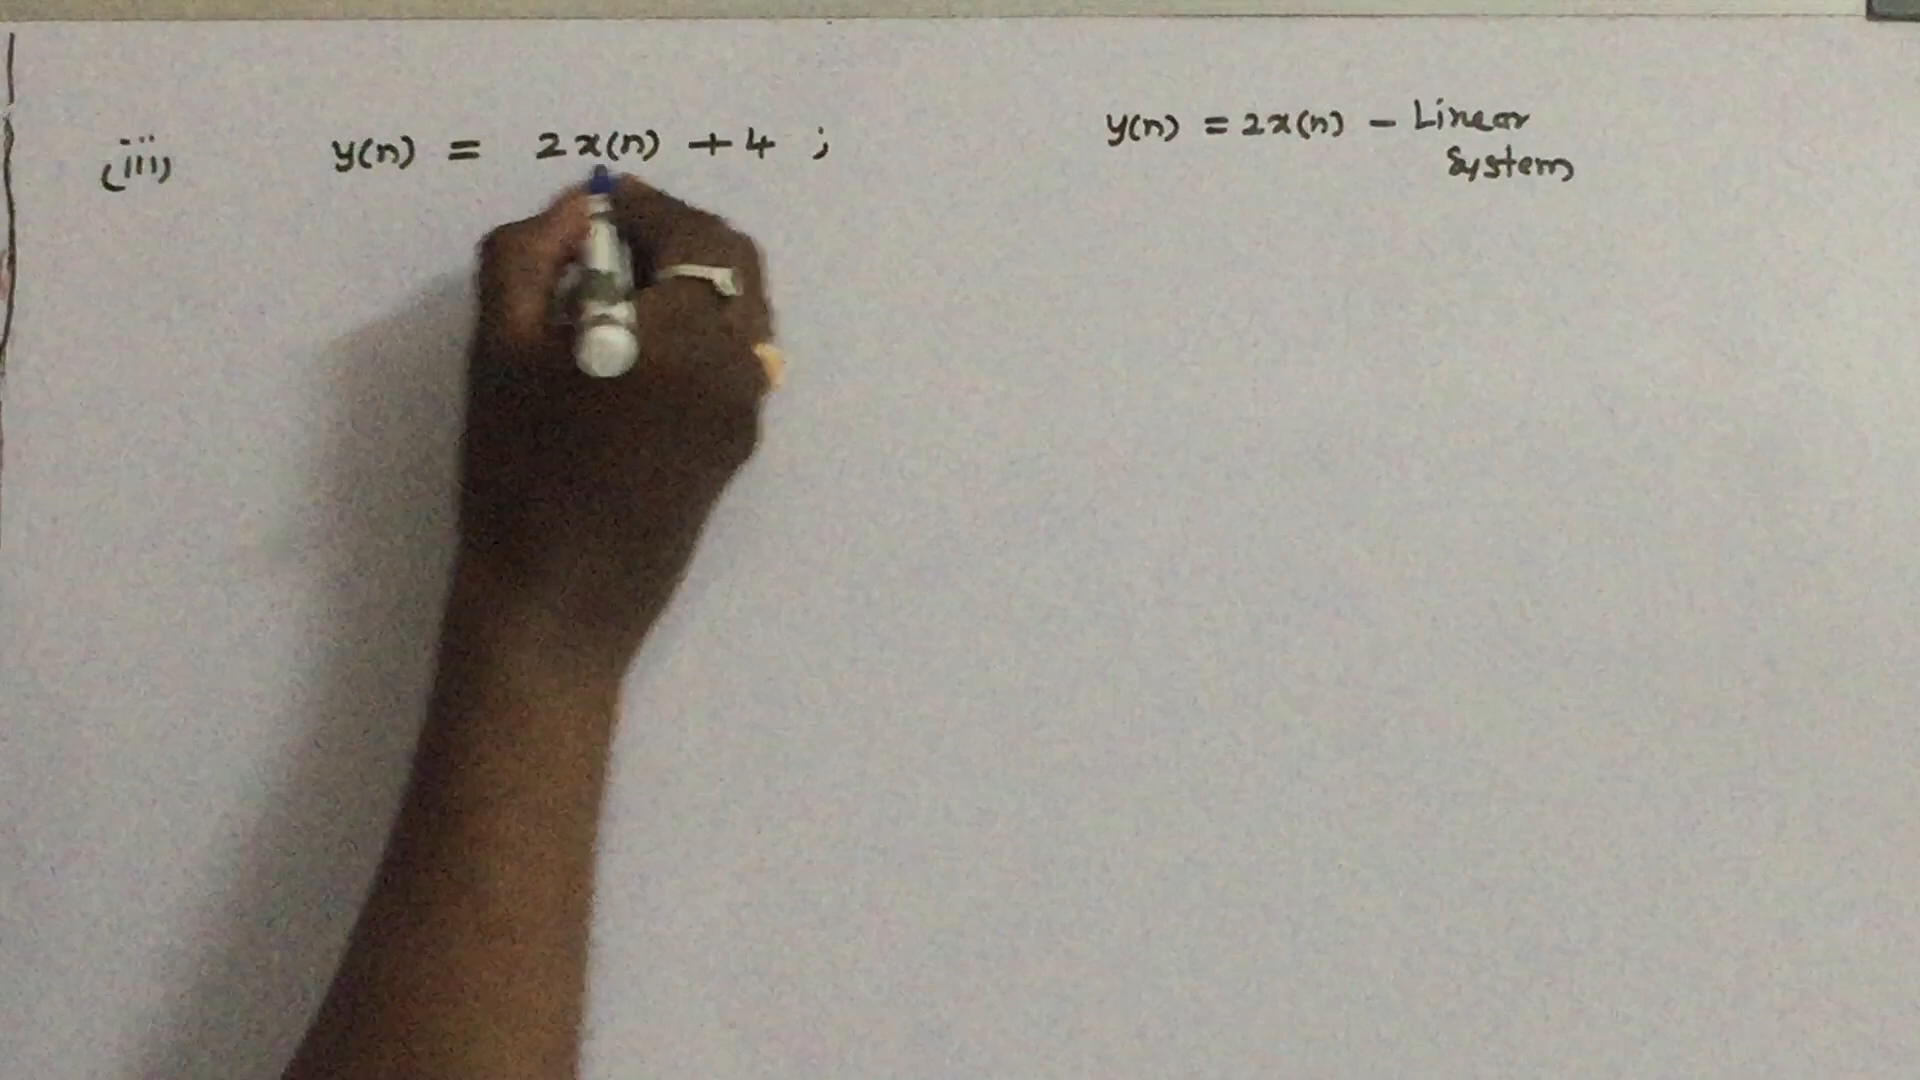 (iii) y(n) = 2x(n) + 4 ;
y(n) = 2x(n) - Linear
System